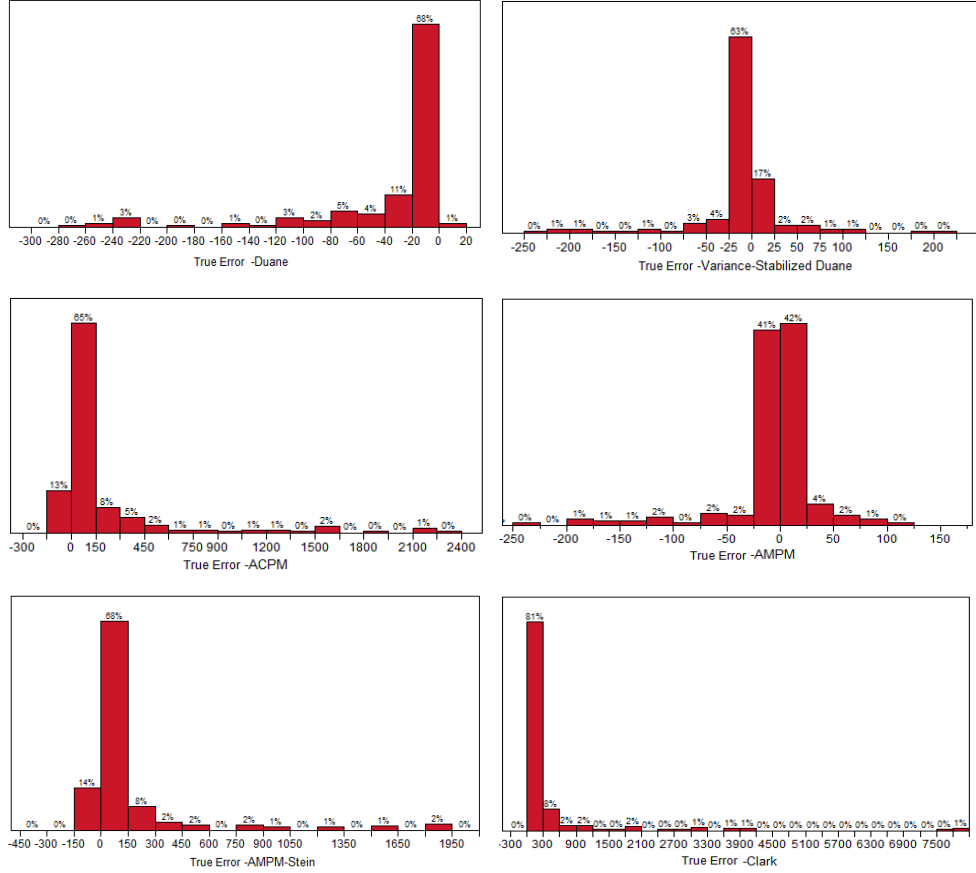 68%
0% 0% 1% 3% 0% 0% 0% 1% 0% 3% 2% 5% 4% 11% 1%
-300 -280 -260 -240 -220 -200 -180 -160 -140 -120 -100 -80 -60 -40 -20 0 20
True Error -Duane
63%
0% 1% 1% 0% 0% 1% 0% 3% 4% 17% 2% 2% 1% 1% 0% 0% 0% 0%
-250 -200 -150 -100 -50 -25 0 25 50 75 100 150 200
True Error -Variance-Stabilized Duane
65%
0% 13% 8% 5% 2% 1% 1% 0% 1% 1% 0% 2% 0% 0% 0% 1% 0%
-300 0 150 450 750 900 1200 1500 1800 2100 2400
True Error -ACPM
41% 42%
0% 1% 1% 1% 2% 0% 2% 2% 4% 2% 1% 0%
-250 -200 -150 -100 -50 0 50 100 150
True Error -AMPM
68%
0% 0% 14% 8% 2% 2% 0% 2% 1% 0% 1% 0% 1% 0% 2% 0%
-450 -300 -150 0 150 300 450 600 750 900 1050 1350 1650 1950
True Error -AMPM-Stein
81%
0% 8% 2% 2% 0% 0% 2% 0% 0% 0% 1% 0% 1% 1% 0% 0% 0% 0% 0% 0% 0% 0% 0% 0% 0% 0% 1%
-300 300 900 1500 2100 2700 3300 3900 4500 5100 5700 6300 6900 7500
True Error -Clark